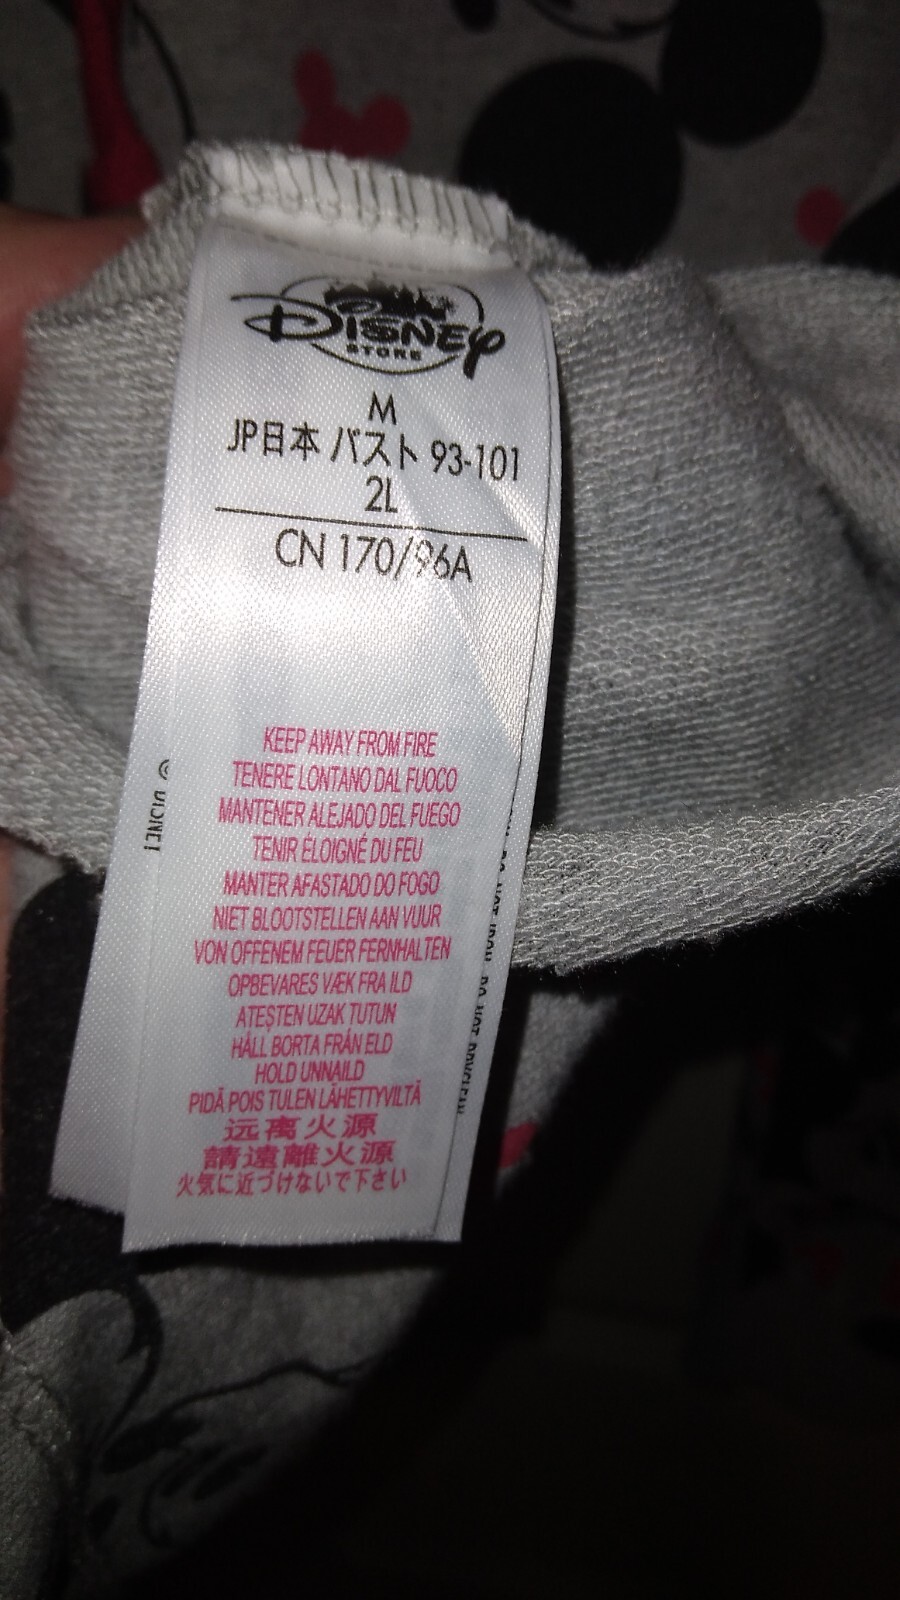 DISNEY
STORE
M
JP日本 バスト 93-101
2L
CN 170/96A
KEEP AWAY FROM FIRE
TENERE LONTANO DAL FUOCO
MANTENER ALEJADO DEL FUEGO
TENIR ÉLOIGNÉ DU FEU
MANTER AFASTADO DO FOGO
NIET BLOOTSTELLEN AAN VUUR
VON OFFENEM FEUER FERNHALTEN
OPBEVARES VÆK FRA ILD
ATEŞTEN UZAK TUTUN
HÅLL BORTA FRÅN ELD
HOLD UNNAILD
PIDÄ POIS TULEN LÄHETTYVILTÄ
远离火源
請遠離火源
火気に近づけないで下さい